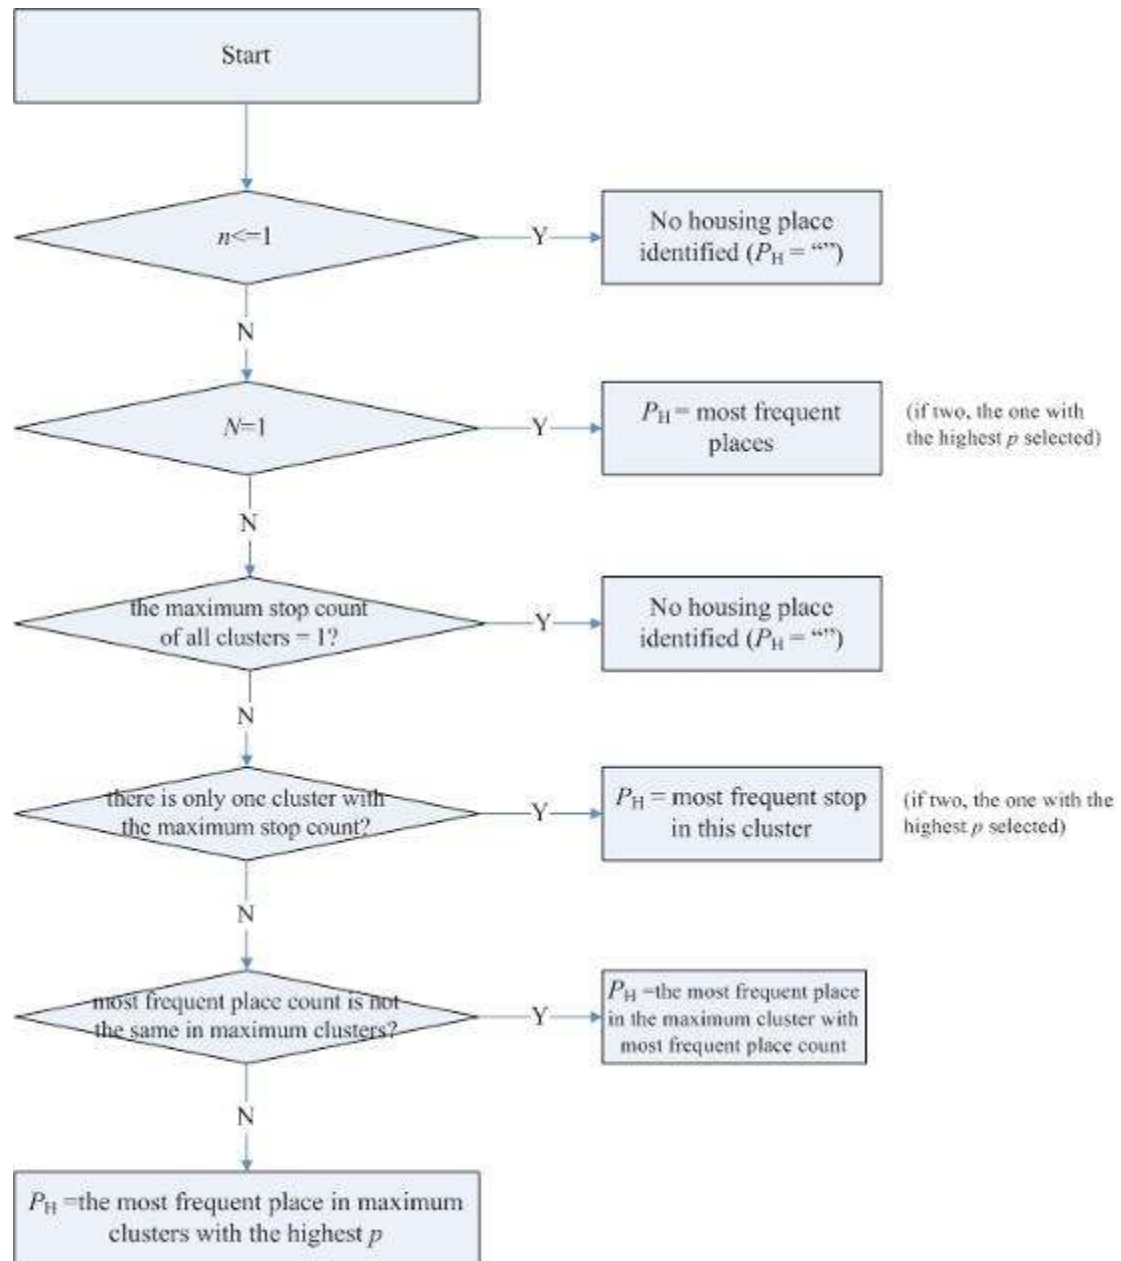 Start
n<=1
Y
No housing place
identified (PH = “”)
N
N=1
Y
PH = most frequent
places
(if two, the one with
the highest p selected)
N
the maximum stop count
of all clusters = 1?
Y
No housing place
identified (PH = “”)
N
there is only one cluster with
the maximum stop count?
Y
PH = most frequent stop
in this cluster
(if two, the one with the
highest p selected)
N
most frequent place count is not
the same in maximum clusters?
Y
PH =the most frequent place
in the maximum cluster with
most frequent place count
N
PH =the most frequent place in maximum
clusters with the highest p